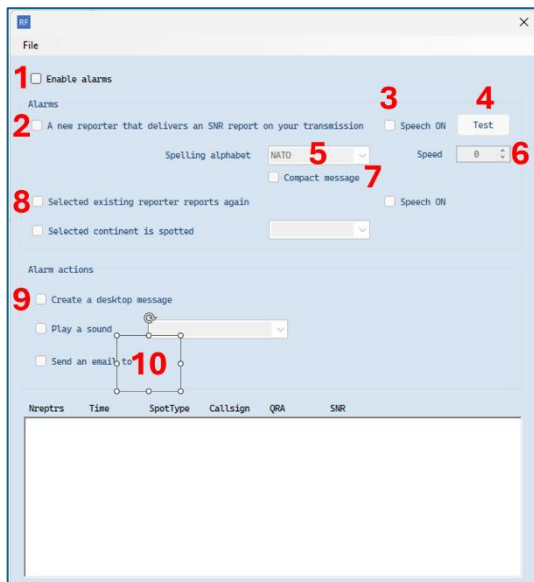 RF
File
1 Enable alarms
Alarms
3 4
2 A new reporter that delivers an SNR report on your transmission Speech ON Test
Spelling alphabet NATO 5 Speed 0 6
Compact message 7
8 Selected existing reporter reports again Speech ON
Selected continent is spotted
Alarm actions
9 Create a desktop message
Play a sound
Send an email to 10
Nreptrs Time SpotType Callsign QRA SNR